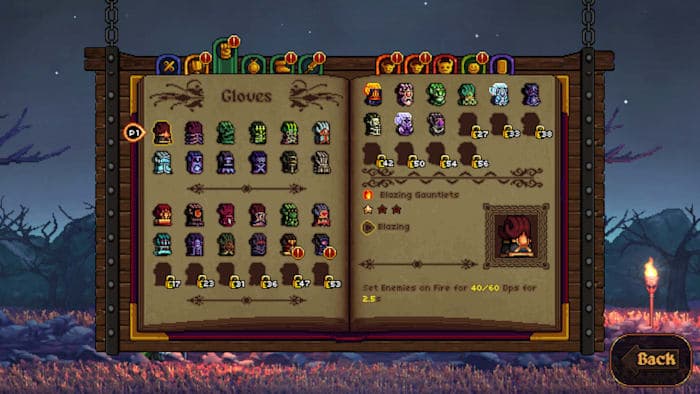 Gloves
P1
17 23 31 36 47 53
27 33 38
42 50 54 56
Blazing Gauntlets
Blazing
Set Enemies on Fire for 40/60 Dps for
2.5s
Back